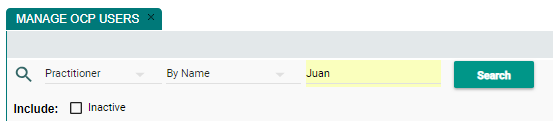 MANAGE OCP USERS ×
Practitioner By Name Juan Search
Include: Inactive